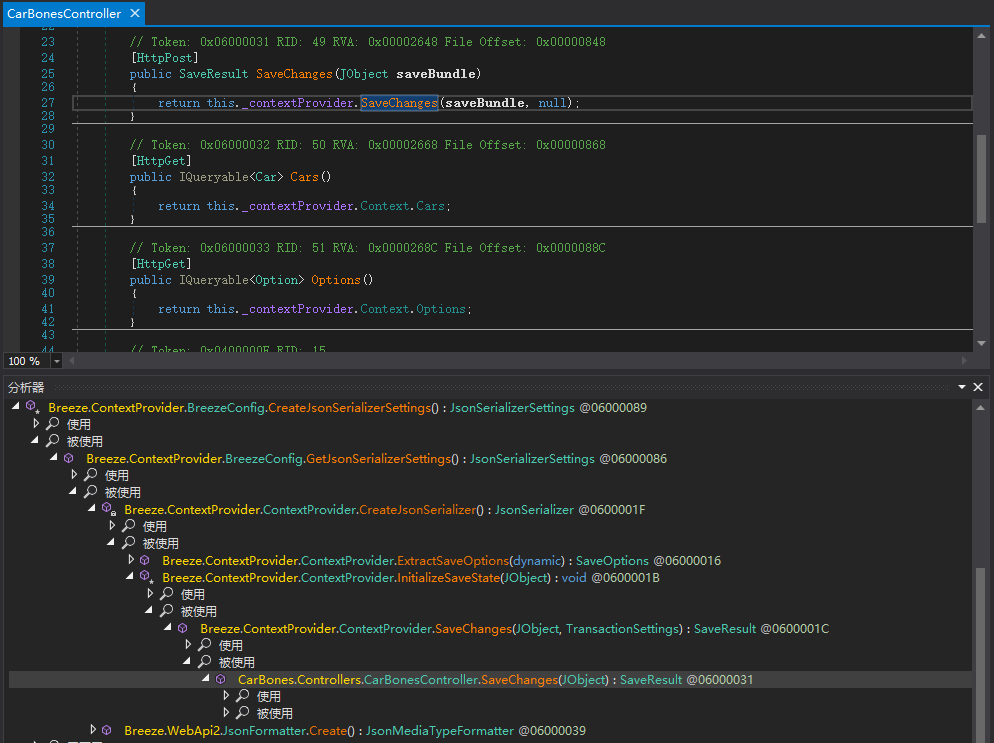 CarBonesController ✕
22
23 // Token: 0x06000031 RID: 49 RVA: 0x00002648 File Offset: 0x00000848
24 [HttpPost]
25 public SaveResult SaveChanges(JObject saveBundle)
26 {
27 return this._contextProvider.SaveChanges(saveBundle, null);
28 }
29
30 // Token: 0x06000032 RID: 50 RVA: 0x00002668 File Offset: 0x00000868
31 [HttpGet]
32 public IQueryable<Car> Cars()
33 {
34 return this._contextProvider.Context.Cars;
35 }
36
37 // Token: 0x06000033 RID: 51 RVA: 0x0000268C File Offset: 0x0000088C
38 [HttpGet]
39 public IQueryable<Option> Options()
40 {
41 return this._contextProvider.Context.Options;
42 }
43
44 // Token: 0x0400000F RID: 15
100 %
分析器
Breeze.ContextProvider.BreezeConfig.CreateJsonSerializerSettings() : JsonSerializerSettings @06000089
使用
被使用
Breeze.ContextProvider.BreezeConfig.GetJsonSerializerSettings() : JsonSerializerSettings @06000086
使用
被使用
Breeze.ContextProvider.ContextProvider.CreateJsonSerializer() : JsonSerializer @0600001F
使用
被使用
Breeze.ContextProvider.ContextProvider.ExtractSaveOptions(dynamic) : SaveOptions @06000016
Breeze.ContextProvider.ContextProvider.InitializeSaveState(JObject) : void @0600001B
使用
被使用
Breeze.ContextProvider.ContextProvider.SaveChanges(JObject, TransactionSettings) : SaveResult @0600001C
使用
被使用
CarBones.Controllers.CarBonesController.SaveChanges(JObject) : SaveResult @06000031
使用
被使用
Breeze.WebApi2.JsonFormatter.Create() : JsonMediaTypeFormatter @06000039